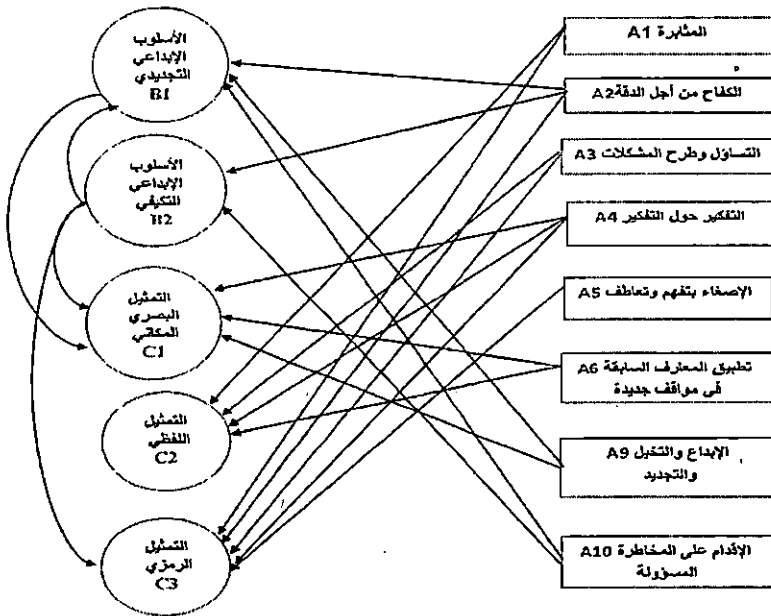 الأسلوب
الإبداعي
التجديدي
B1
الأسلوب
الإبداعي
التكيفي
B2
التمثيل
البصري
المكاني
C1
التمثيل
اللفظي
C2
التمثيل
الرمزي
C3
A1 المثابرة
A2 الكفاح من أجل الدقة
A3 التساؤل وطرح المشكلات
A4 التفكير حول التفكير
A5 الإصغاء بتفهم وتعاطف
A6 تطبيق المعارف السابقة
في مواقف جديدة
A9 الإبداع والتخيل
والتجديد
A10 الإقدام على المخاطرة
المسؤولة